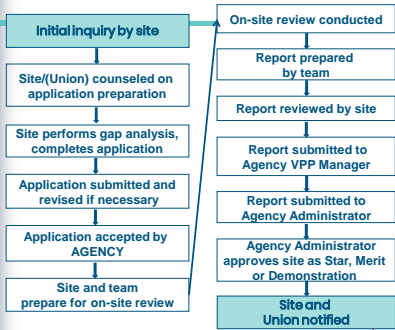 Initial inquiry by site
Site/(Union) counseled on
application preparation
Site performs gap analysis,
completes application
Application submitted and
revised if necessary
Application accepted by
AGENCY
Site and team
prepare for on-site review
On-site review conducted
Report prepared
by team
Report reviewed by site
Report submitted to
Agency VPP Manager
Report submitted to
Agency Administrator
Agency Administrator
approves site as Star, Merit
or Demonstration
Site and
Union notified